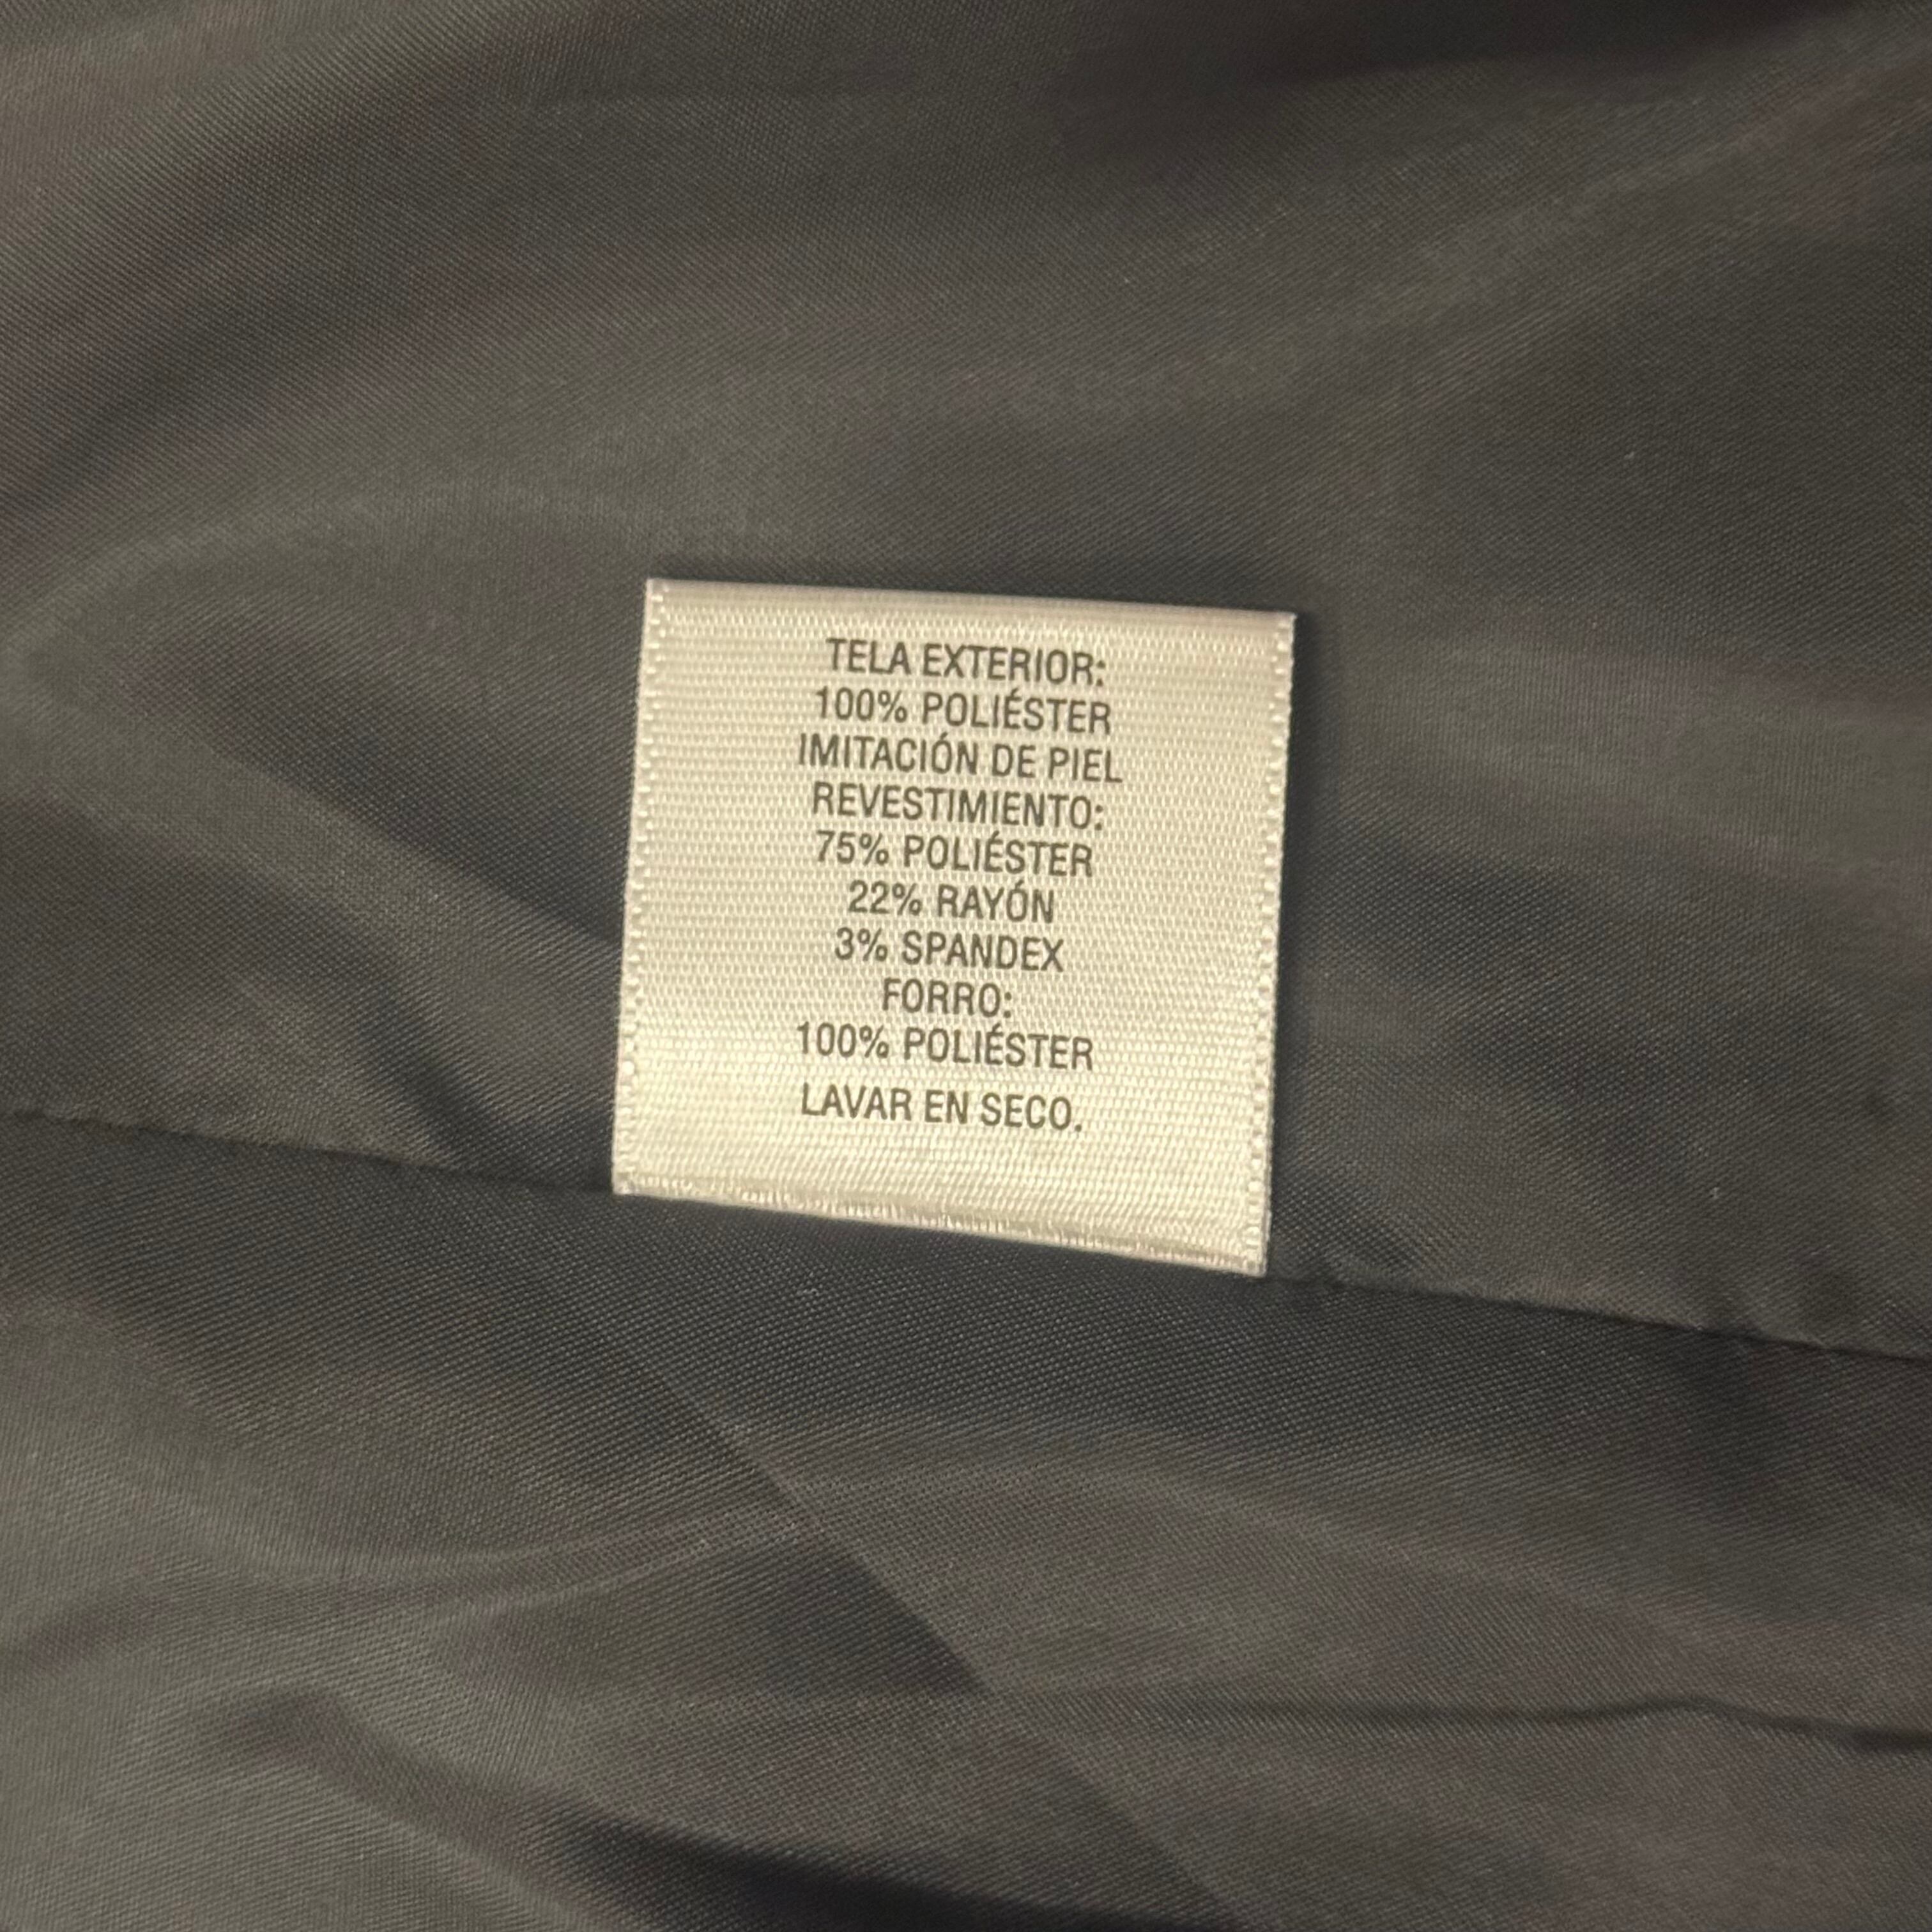 TELA EXTERIOR:
100% POLIÉSTER
IMITACIÓN DE PIEL
REVESTIMIENTO:
75% POLIÉSTER
22% RAYÓN
3% SPANDEX
FORRO:
100% POLIÉSTER
LAVAR EN SECO.